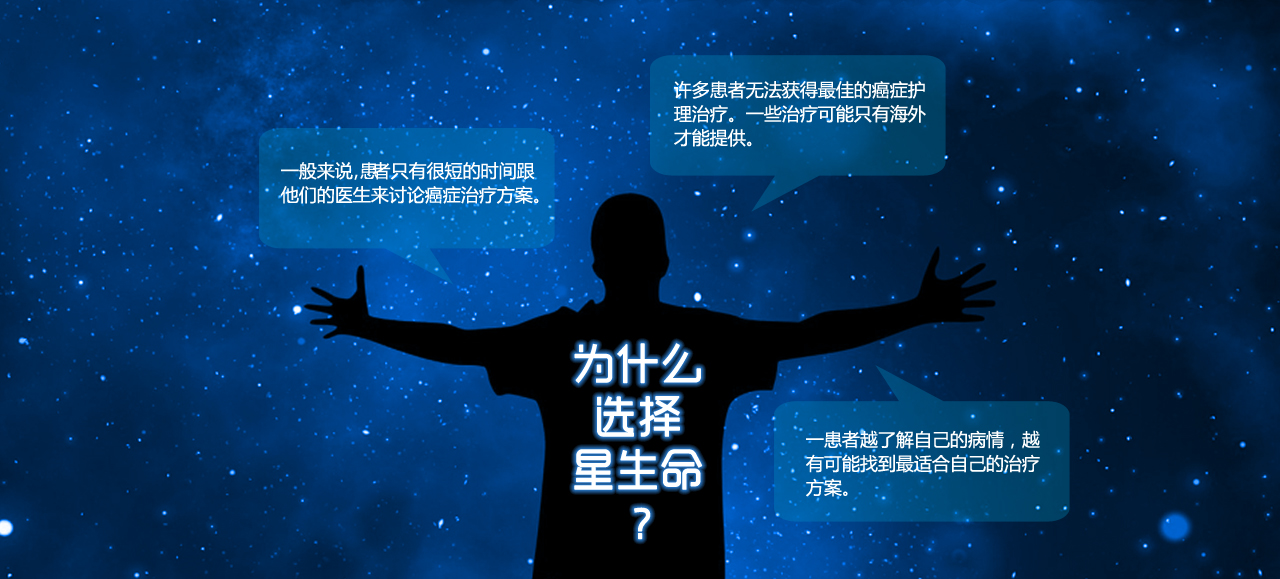 许多患者无法获得最佳的癌症护
理治疗。一些治疗可能只有海外
才能提供。
一般来说,患者只有很短的时间跟
他们的医生来讨论癌症治疗方案。
为什么
选择
星生命
?
一患者越了解自己的病情，越
有可能找到最适合自己的治疗
方案。